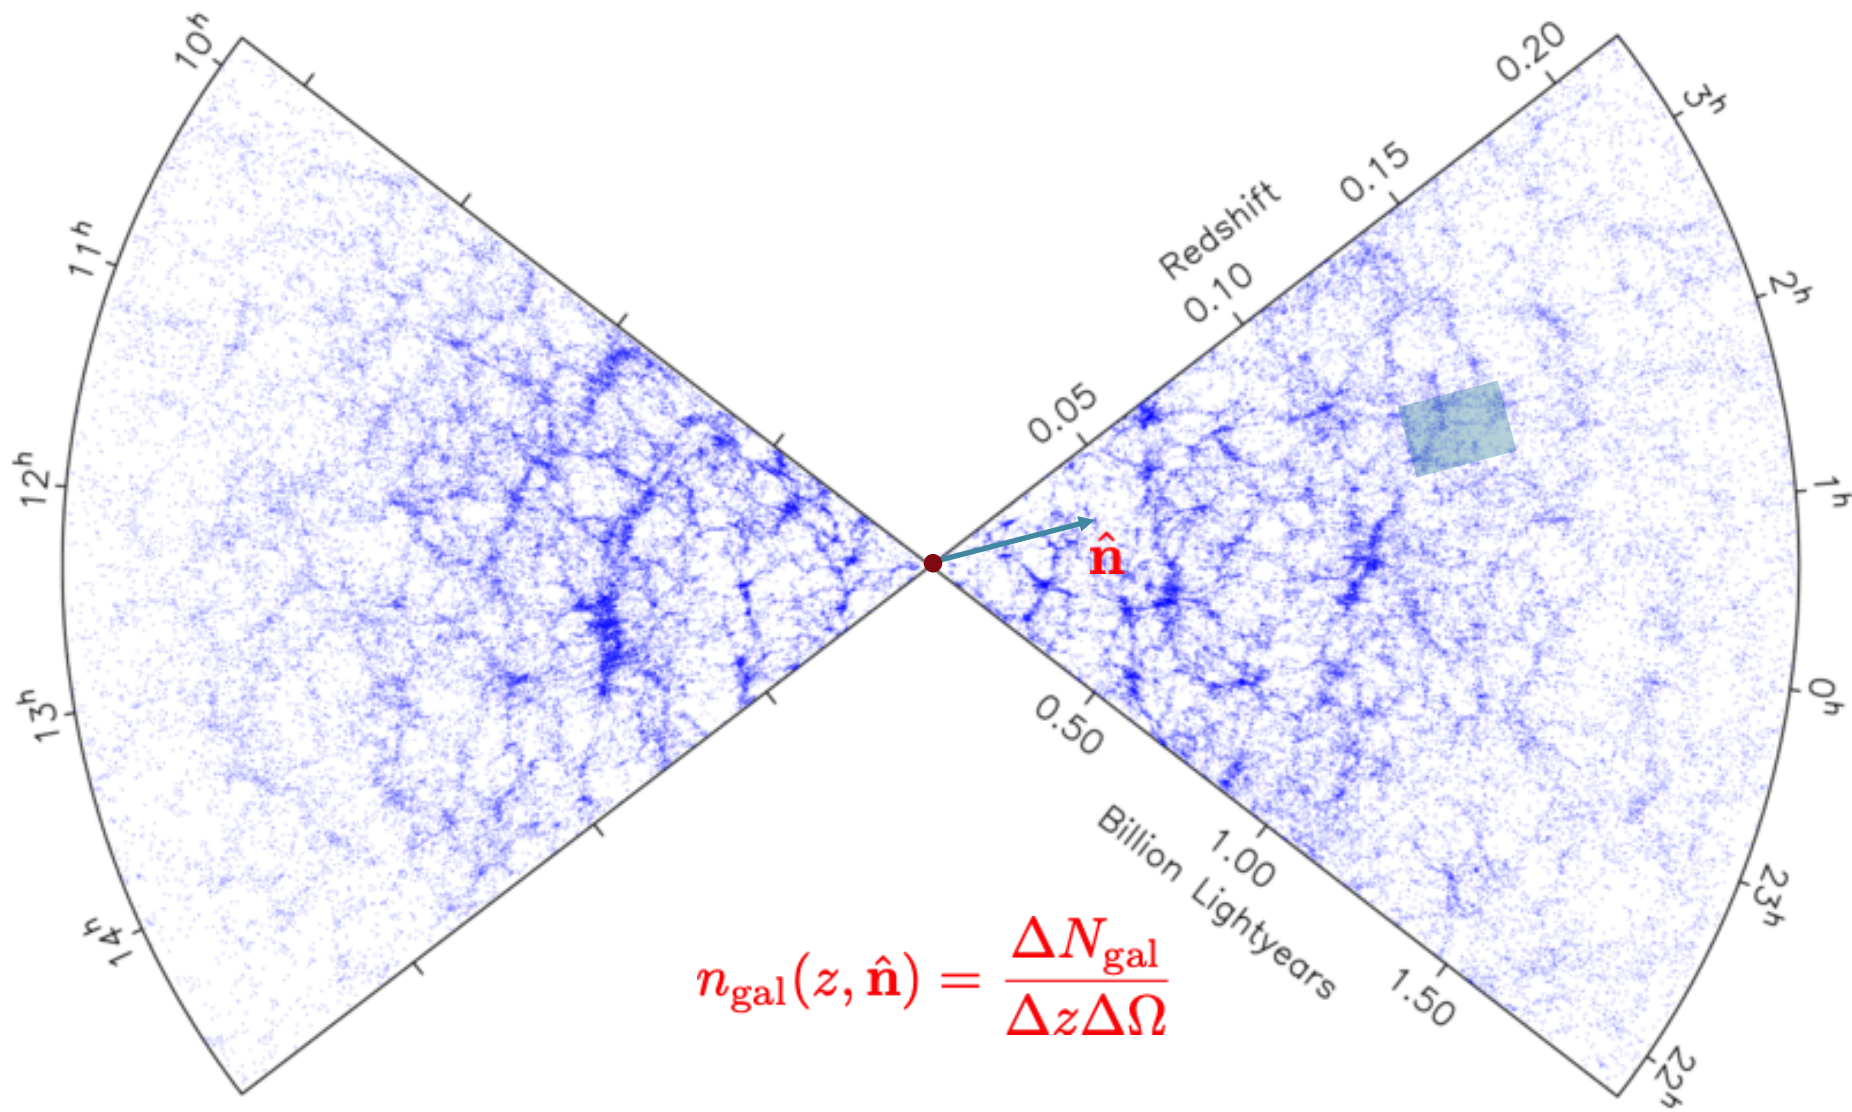 10ʰ
11ʰ
12ʰ
13ʰ
14ʰ
0.20
0.15
Redshift
0.10
0.05
3ʰ
2ʰ
1ʰ
0ʰ
23ʰ
22ʰ
n̂
0.50
1.00
1.50
Billion Lightyears
n_gal(z, n̂) = ΔN_gal / ΔzΔΩ